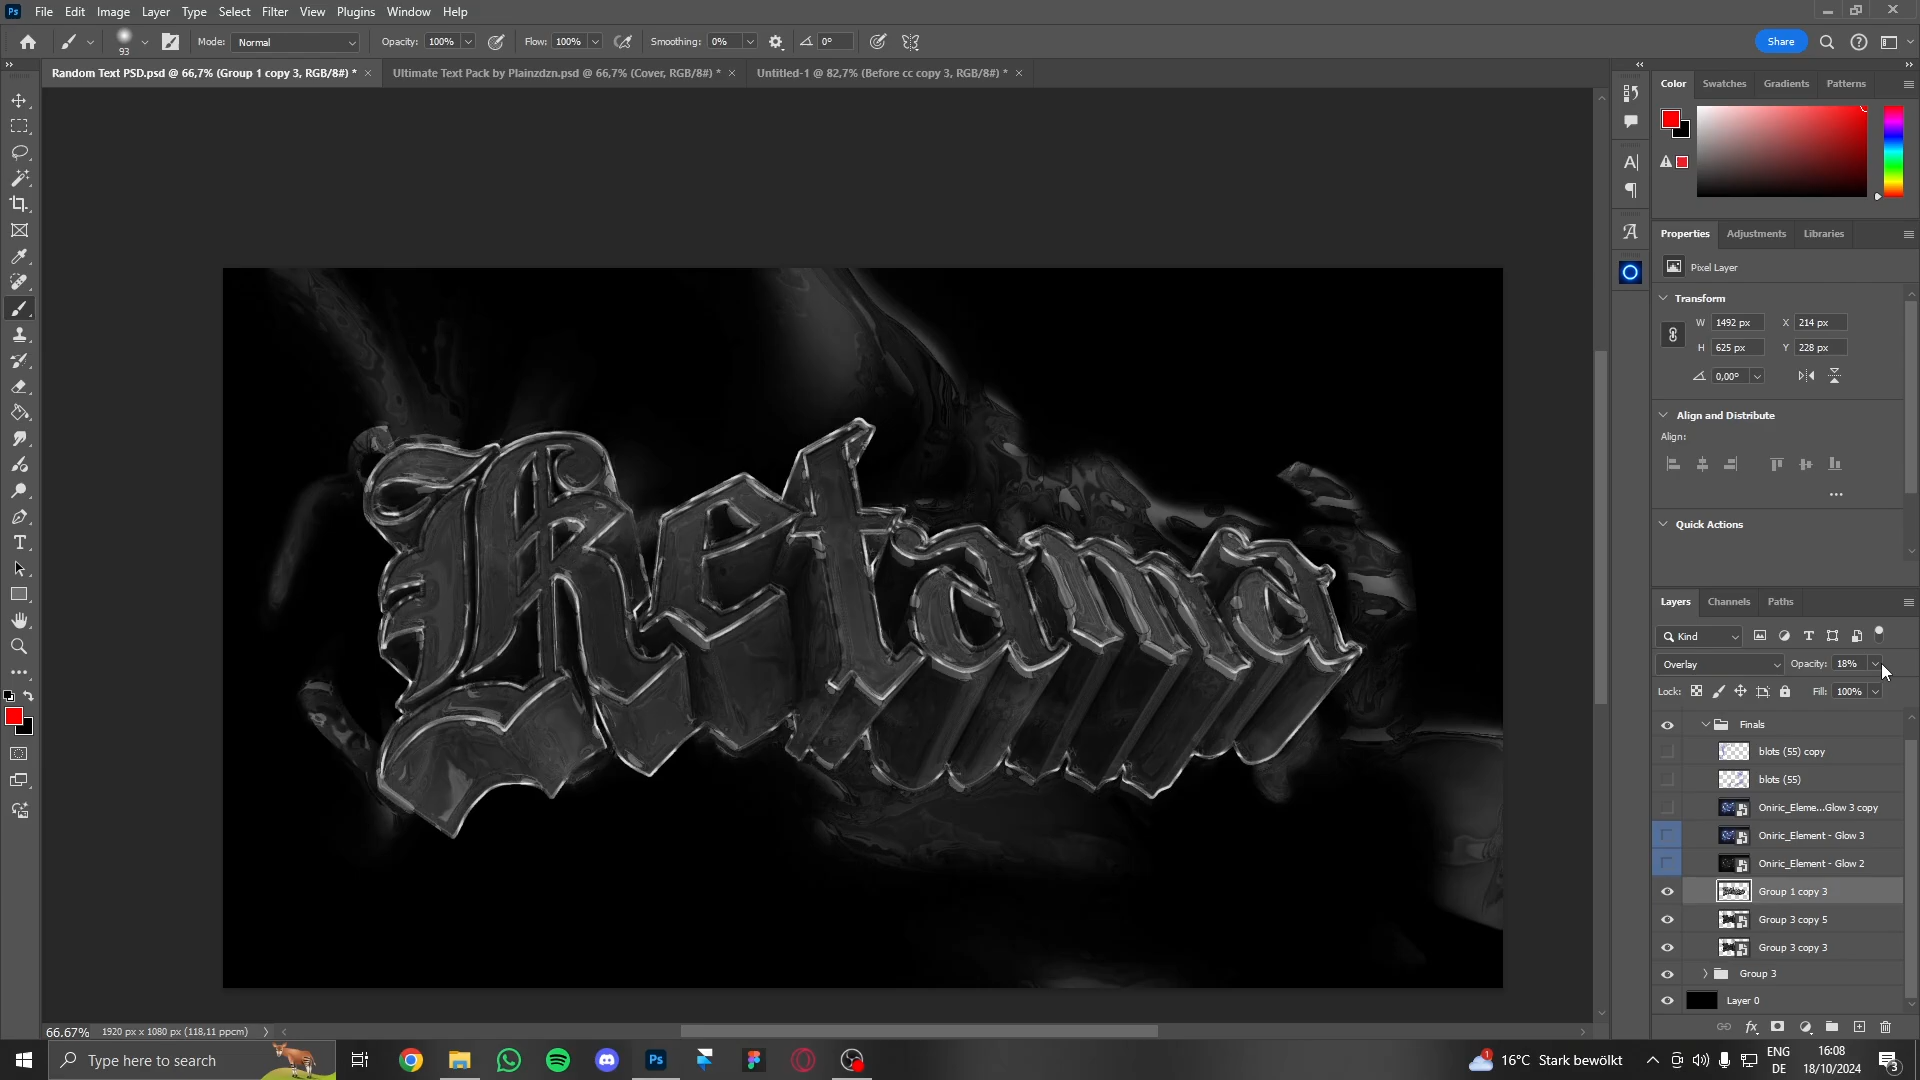 Ps File Edit Image Layer Type Select Filter View Plugins Window Help
93 Mode: Normal Opacity: 100% Flow: 100% Smoothing: 0% 0° Share
Random Text PSD.psd @ 66,7% (Group 1 copy 3, RGB/8#) * × Ultimate Text Pack by Plainzdzn.psd @ 66,7% (Cover, RGB/8#) * × Untitled-1 @ 82,7% (Before cc copy 3, RGB/8#) * ×
Color Swatches Gradients Patterns
Properties Adjustments Libraries
Pixel Layer
Transform
W 1492 px X 214 px
H 625 px Y 228 px
0,00°
Align and Distribute
Align:
Quick Actions
Retama
Layers Channels Paths
Kind
Overlay Opacity: 18%
Lock: Fill: 100%
Finals
blots (55) copy
blots (55)
Oniric_Eleme...Glow 3 copy
Oniric_Element - Glow 3
Oniric_Element - Glow 2
Group 1 copy 3
Group 3 copy 5
Group 3 copy 3
Group 3
Layer 0
66.67% 1920 px x 1080 px (118,11 ppcm)
Type here to search
Ps
1 16°C Stark bewölkt
ENG
DE
16:08
18/10/2024
3